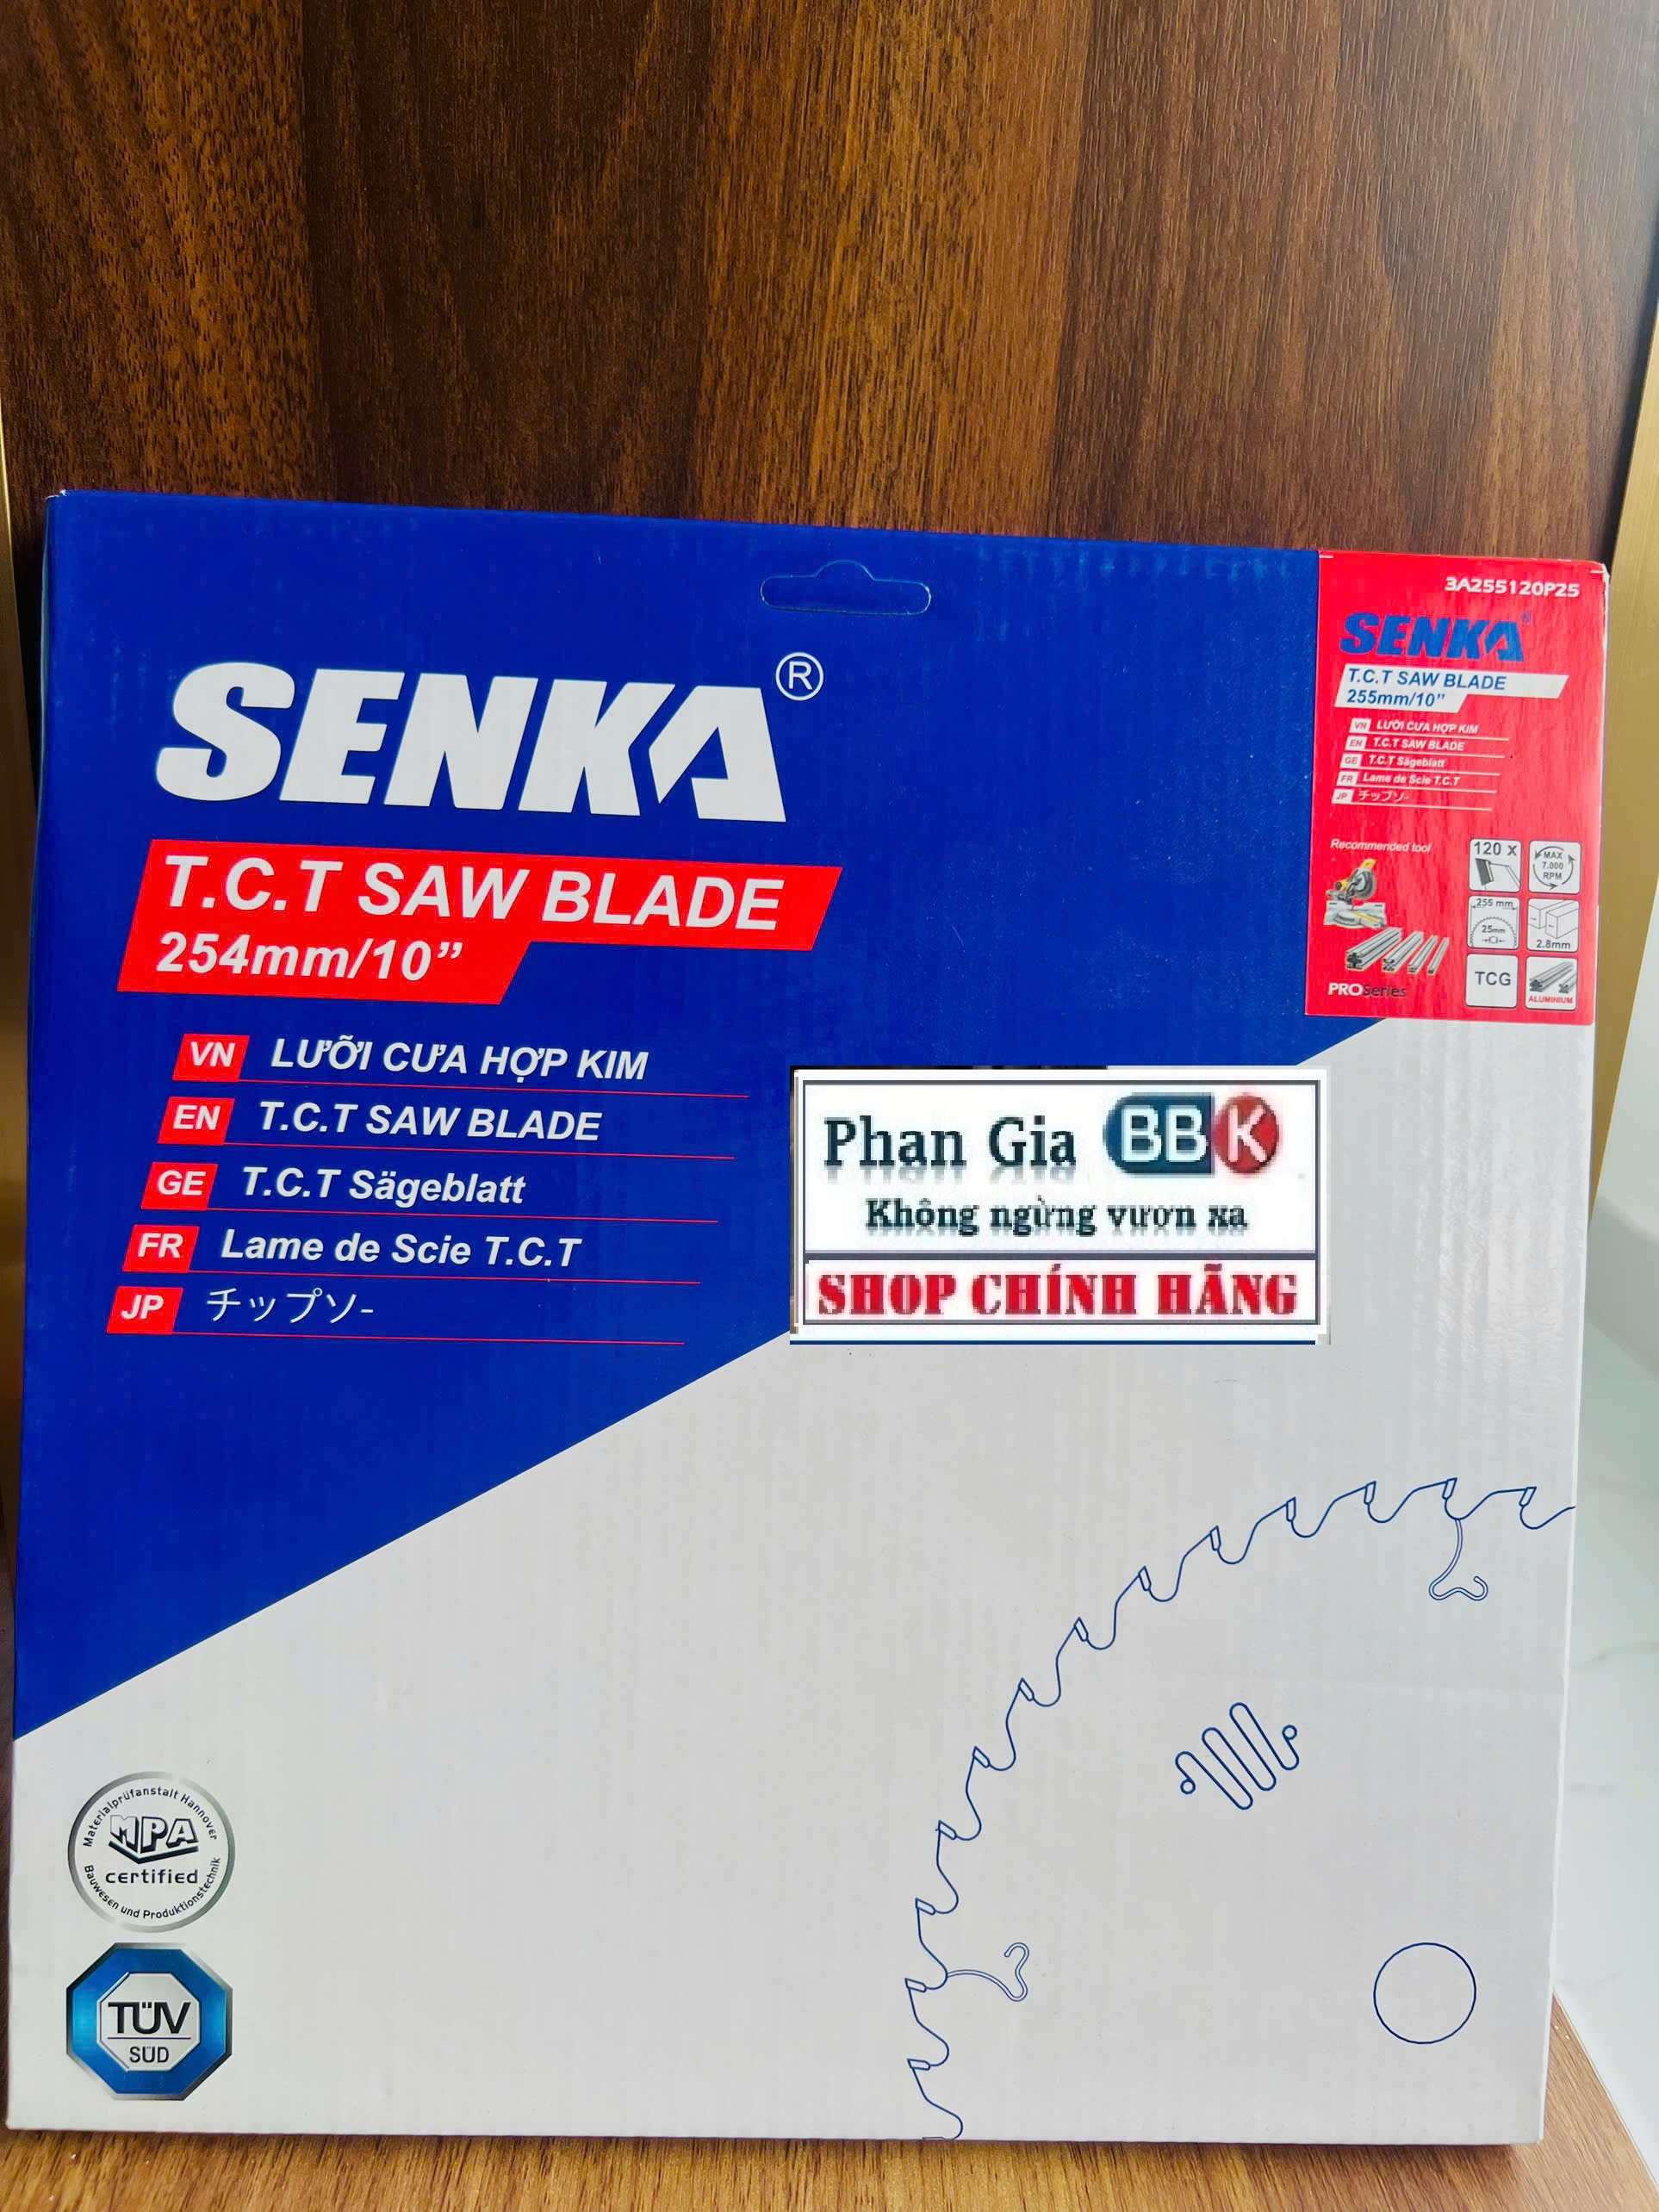 3A255120P25
SENKA®
T.C.T SAW BLADE
255mm/10”
VN LƯỠI CƯA HỢP KIM
EN T.C.T SAW BLADE
GE T.C.T Sägeblatt
FR Lame de Scie T.C.T
JP チップソ-
Recommended tool
120 X
MAX
7.000
RPM
255 mm
25mm
2.8mm
TCG
ALUMINIUM
PROSeries
SENKA®
T.C.T SAW BLADE
254mm/10”
VN LƯỠI CƯA HỢP KIM
EN T.C.T SAW BLADE
GE T.C.T Sägeblatt
FR Lame de Scie T.C.T
JP チップソ-
Phan Gia BBK
Không ngừng vươn xa
SHOP CHÍNH HÃNG
Materialprüfanstalt Hannover
MPA
certified
Bauwesen und Produktionstechnik
TÜV
SÜD